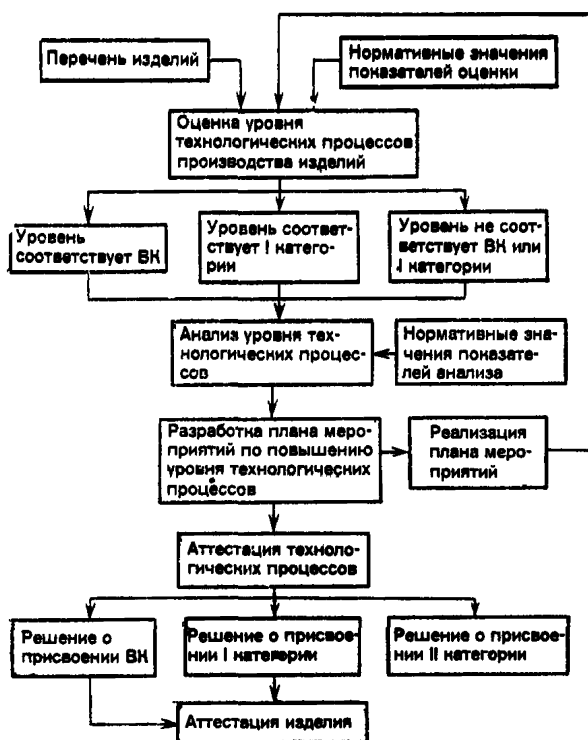 Перечень изделий
Нормативные значения
показателей оценки
Оценка уровня
технологических процессов
производства изделий
Уровень
соответствует ВК
Уровень соответ-
ствует I катего-
рии
Уровень не соот-
ветствует ВК или
I категории
Анализ уровня тех-
нологических процес-
сов
Нормативные зна-
чения показате-
лей анализа
Разработка плана меро-
приятий по повышению
уровня технологических
процессов
Реализация
плана меро-
приятий
Аттестация техноло-
гических процессов
Решение о
присвоении ВК
Решение о присвое-
нии I категории
Решение о присвое-
нии II категории
Аттестация изделия